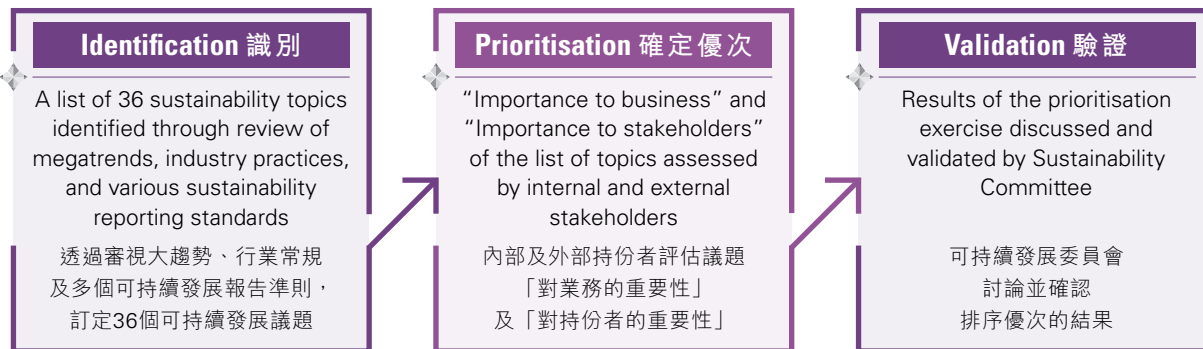 Identification 識別
A list of 36 sustainability topics
identified through review of
megatrends, industry practices,
and various sustainability
reporting standards
透過審視大趨勢、行業常規
及多個可持續發展報告準則，
訂定36個可持續發展議題
Prioritisation 確定優次
“Importance to business” and
“Importance to stakeholders”
of the list of topics assessed
by internal and external
stakeholders
內部及外部持份者評估議題
「對業務的重要性」
及「對持份者的重要性」
Validation 驗證
Results of the prioritisation
exercise discussed and
validated by Sustainability
Committee
可持續發展委員會
討論並確認
排序優次的結果